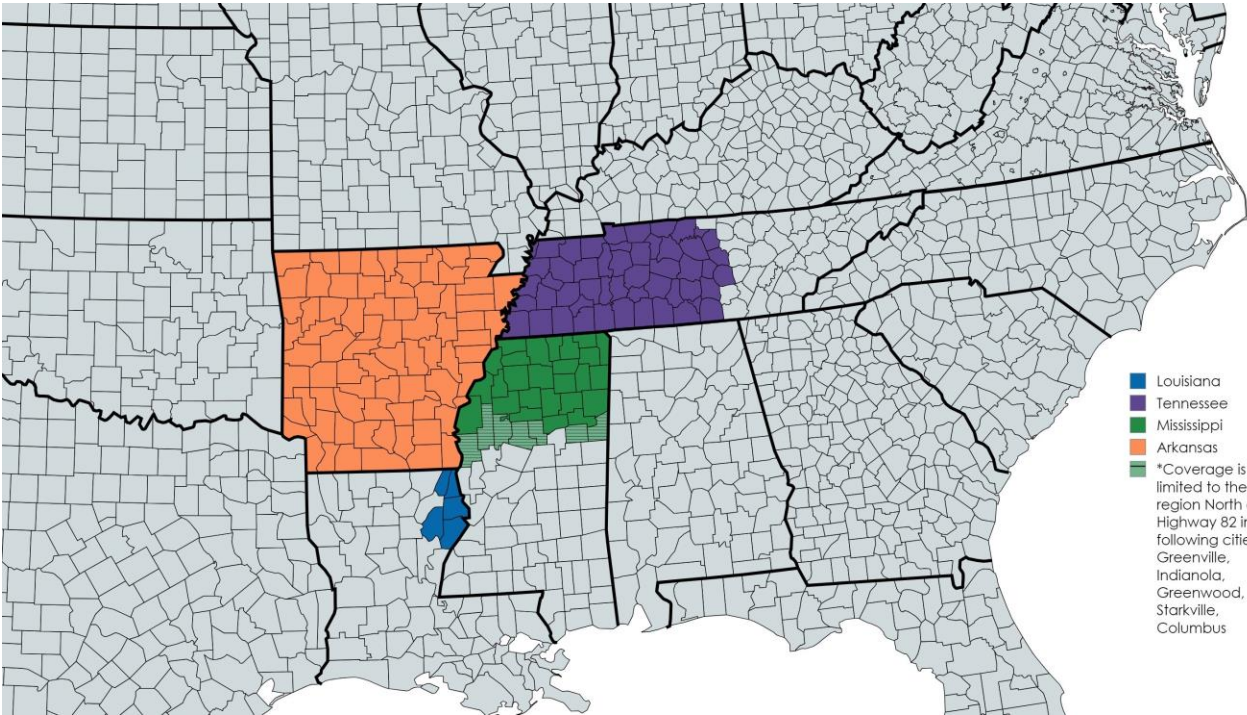 Louisiana
Tennessee
Mississippi
Arkansas
*Coverage is
limited to the
region North
Highway 82
following
Greenville,
Indianola,
Greenwood,
Starkville,
Columbus